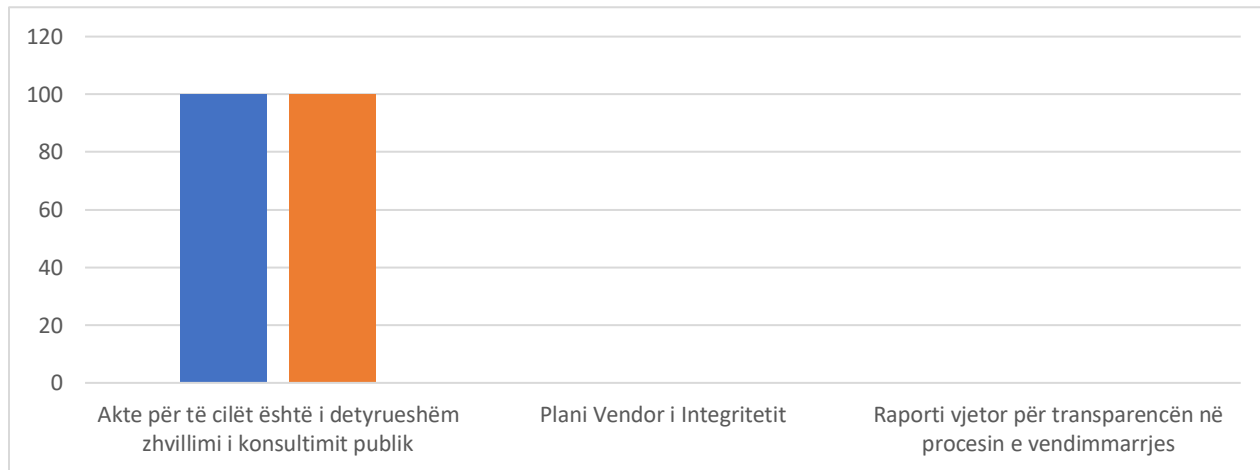 120
100
80
60
40
20
0
Akte për të cilët është i detyrueshëm
zhvillimi i konsultimit publik
Plani Vendor i Integritetit
Raporti vjetor për transparencën në
procesin e vendimmarrjes